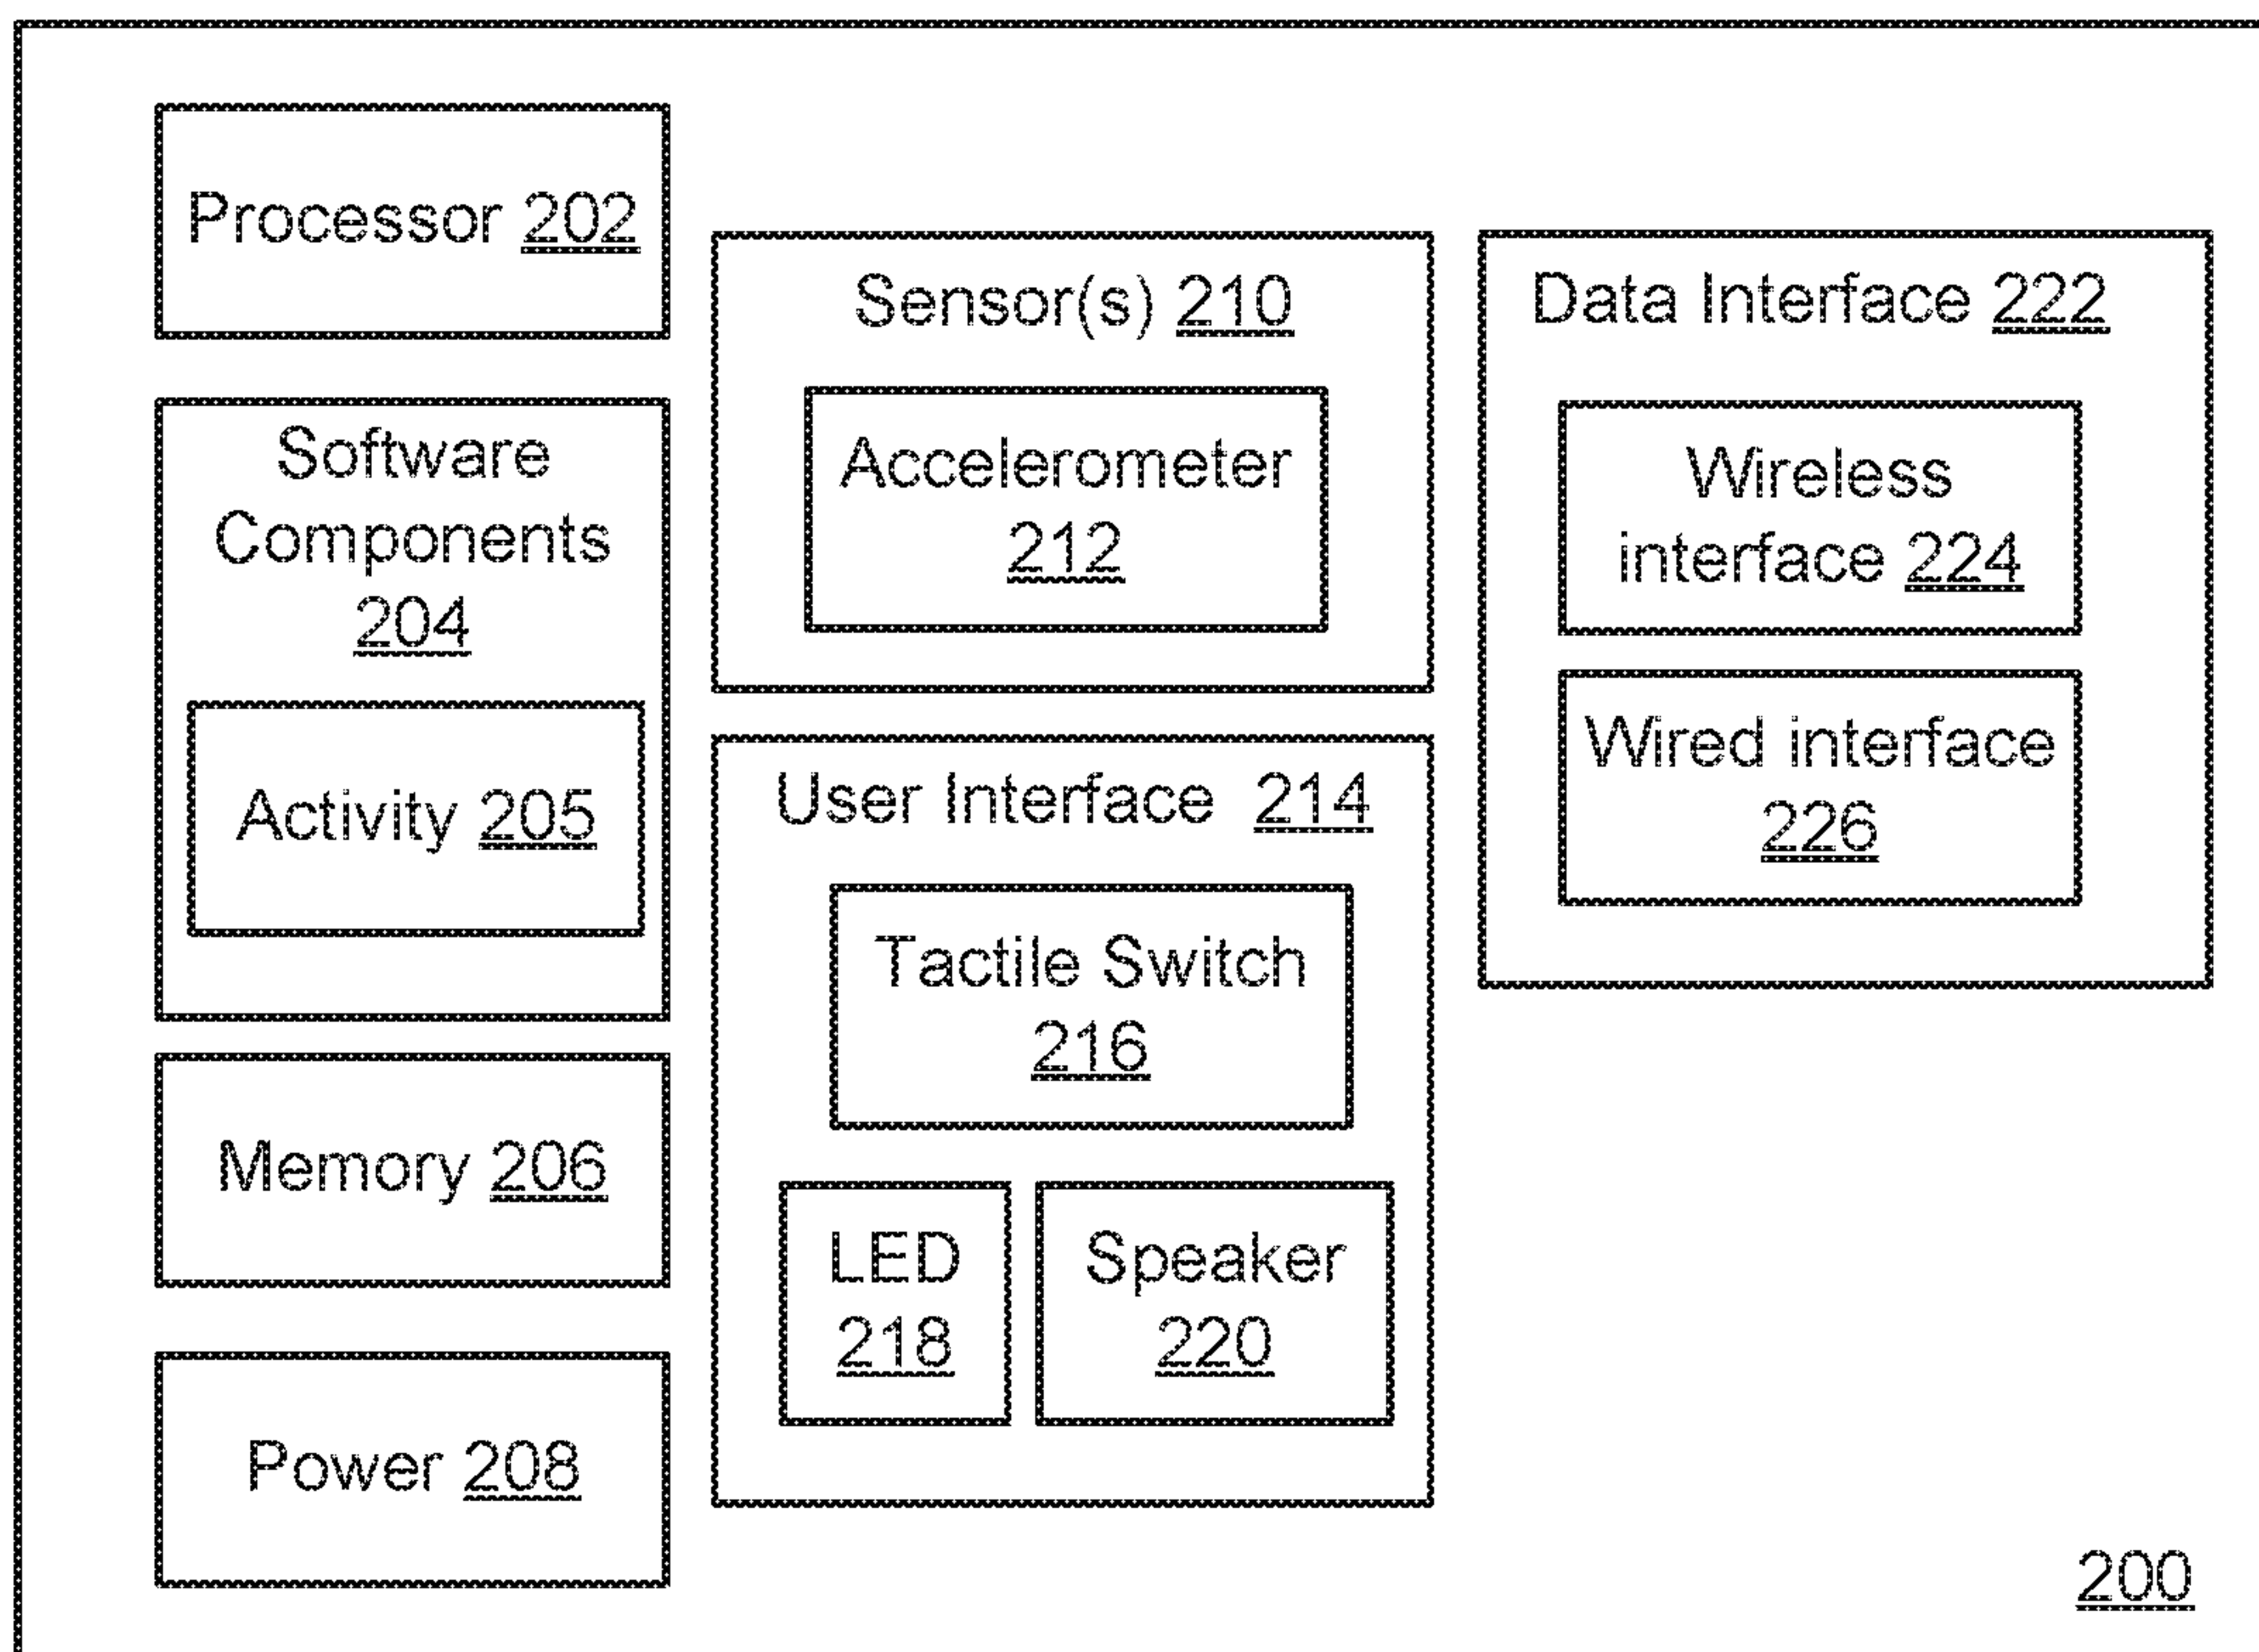 Processor 202
Software
Components
204
Activity 205
Memory 206
Power 208
Sensor(s) 210
Accelerometer
212
User Interface 214
Tactile Switch
216
LED
218
Speaker
220
Data Interface 222
Wireless
interface 224
Wired interface
226
200